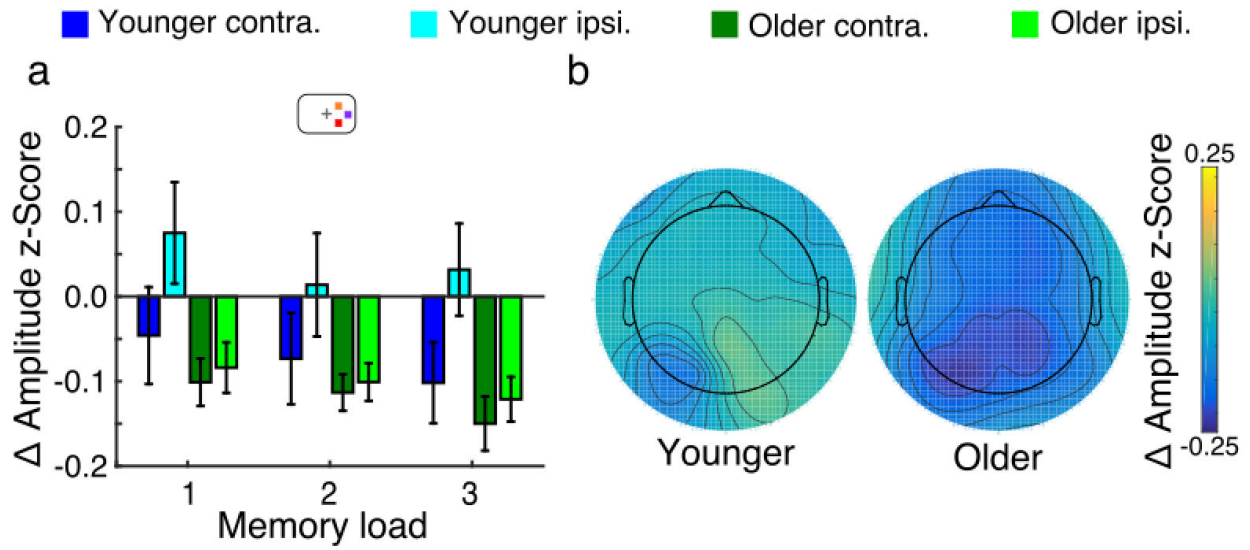 Younger contra. Younger ipsi. Older contra. Older ipsi.
a
b
Δ Amplitude z-Score
0.2
0.1
0.0
-0.1
-0.2
1 2 3
Memory load
Younger Older
Δ Amplitude z-Score
0.25
-0.25